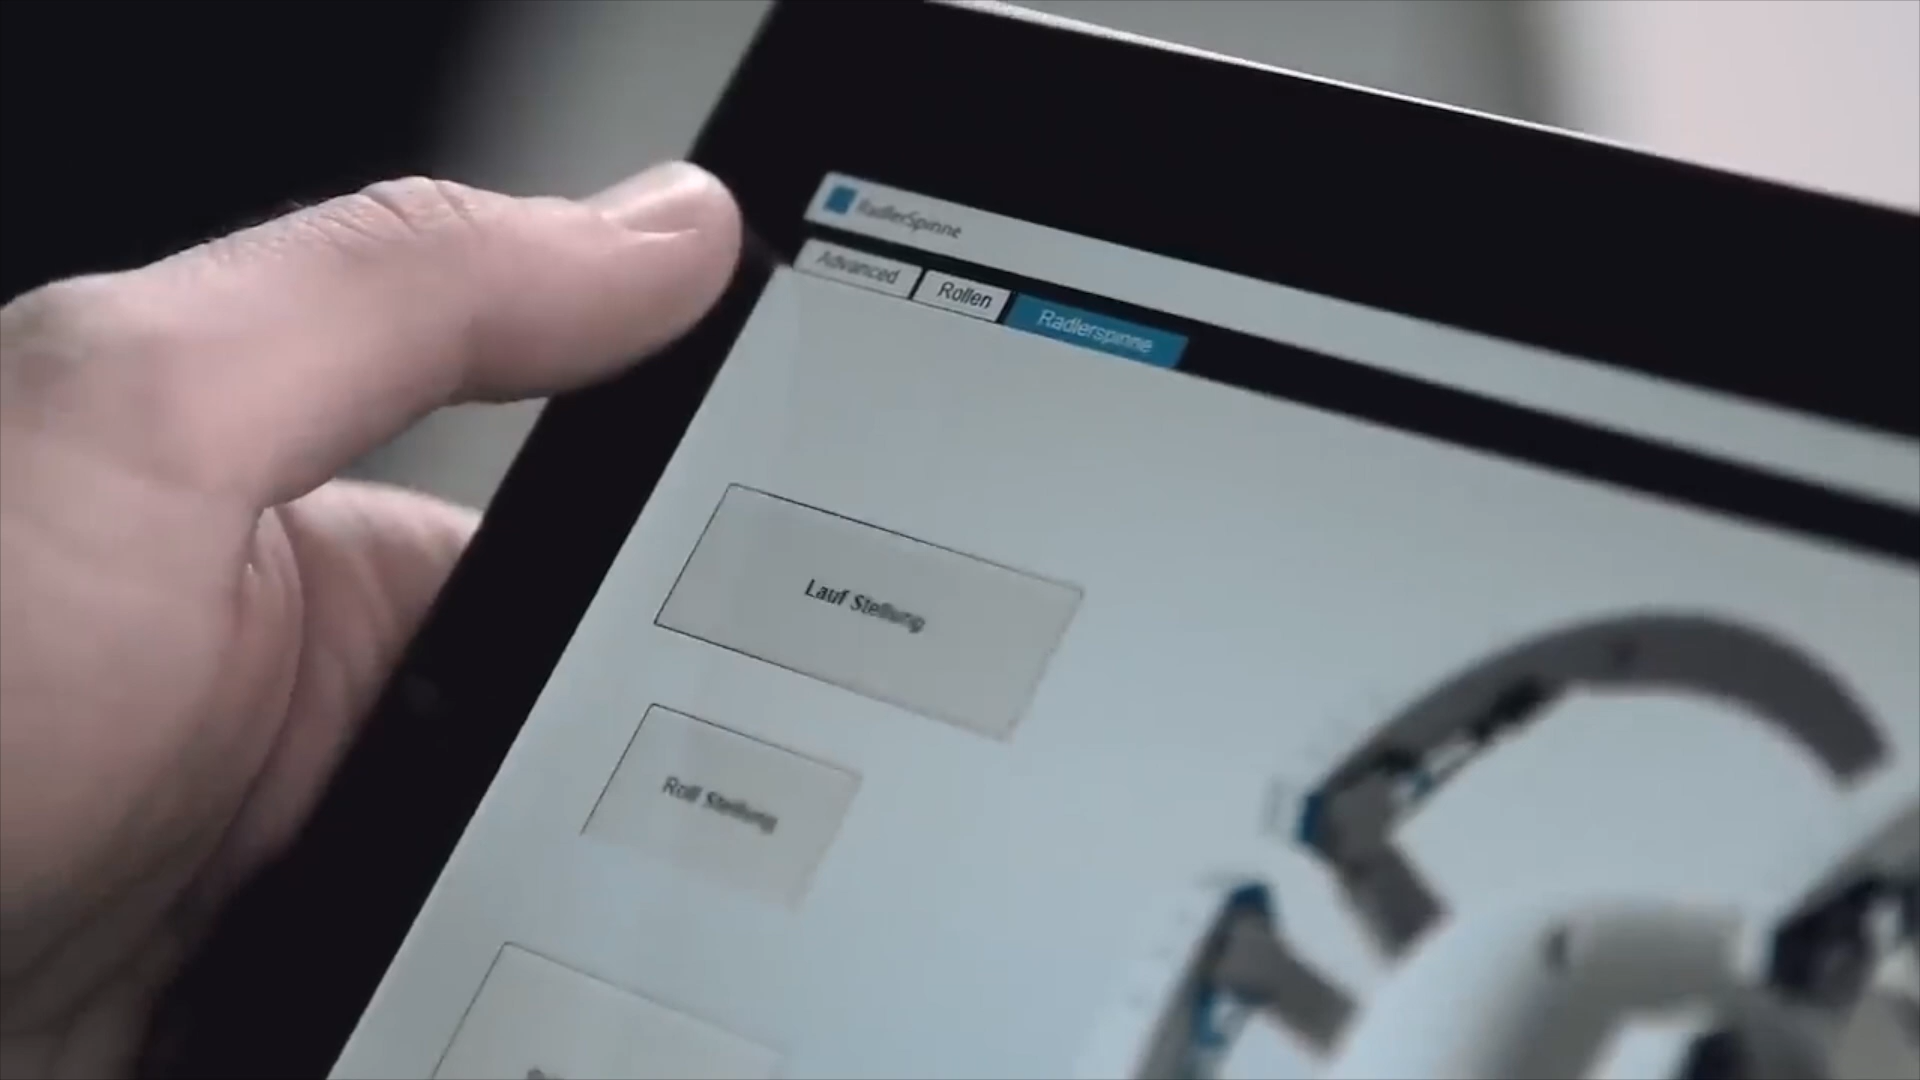 RadlerSpinne
Advanced
Rollen
Radlerspinne
Lauf Stellung
Roll Stellung